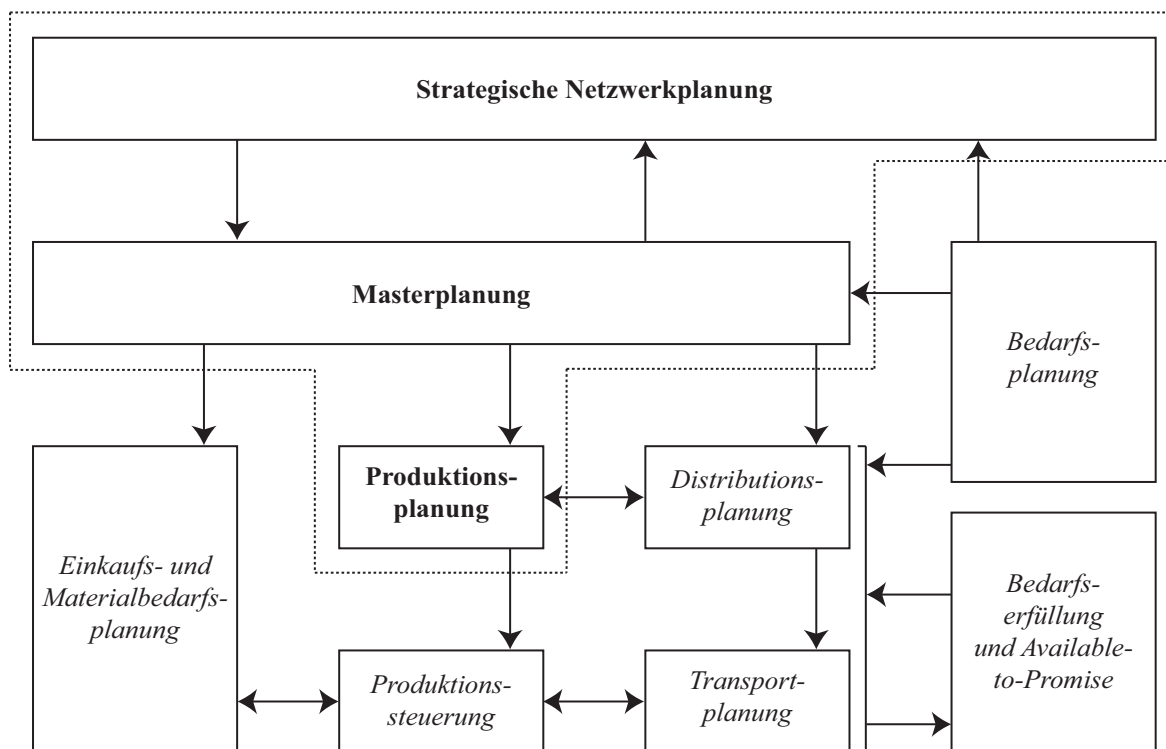 Strategische Netzwerkplanung
Masterplanung
Bedarfs-
planung
Produktions-
planung
Distributions-
planung
Einkaufs- und
Materialbedarfs-
planung
Bedarfs-
erfüllung
und Available-
to-Promise
Produktions-
steuerung
Transport-
planung